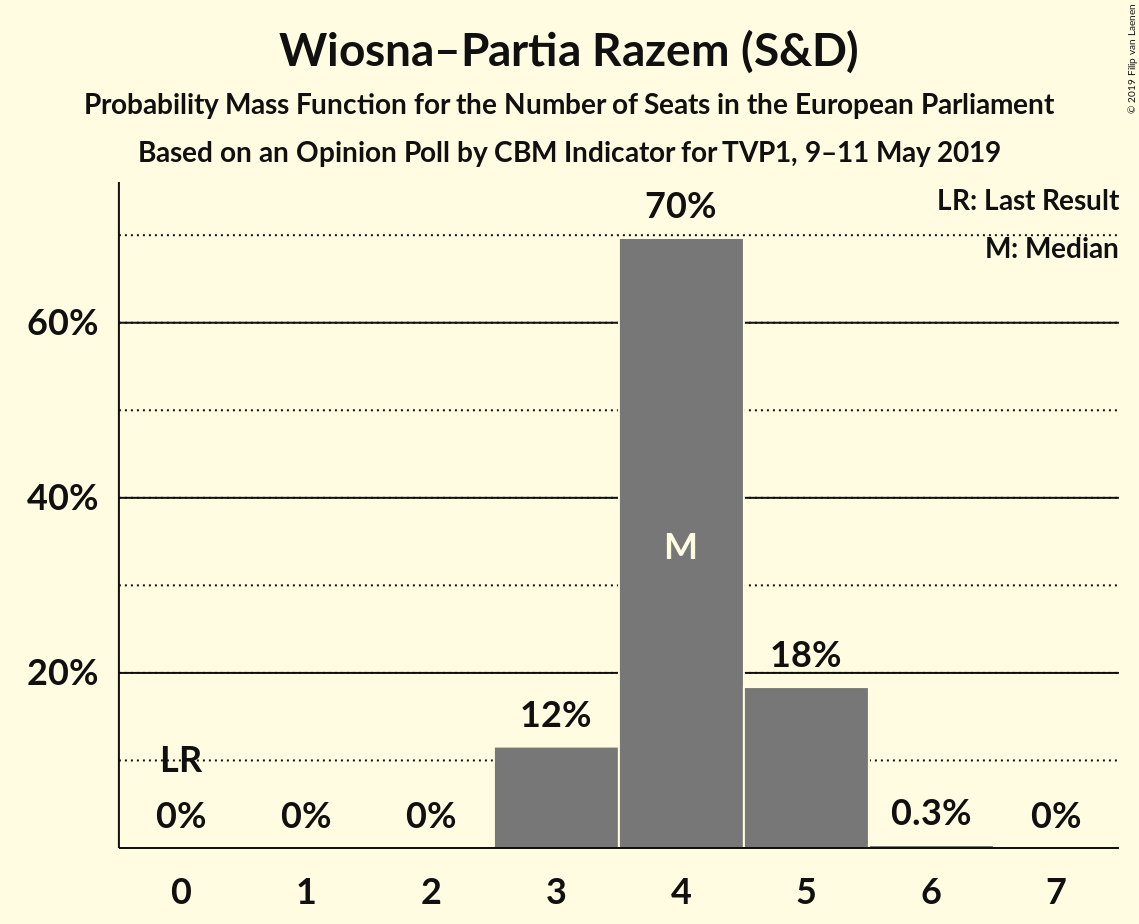 Wiosna–Partia Razem (S&D)
Probability Mass Function for the Number of Seats in the European Parliament
Based on an Opinion Poll by CBM Indicator for TVP1, 9–11 May 2019
© 2019 Filip van Laenen
LR: Last Result
M: Median
60%
40%
20%
70%
M
18%
12%
LR
0%
0%
0%
0.3%
0%
0
1
2
3
4
5
6
7